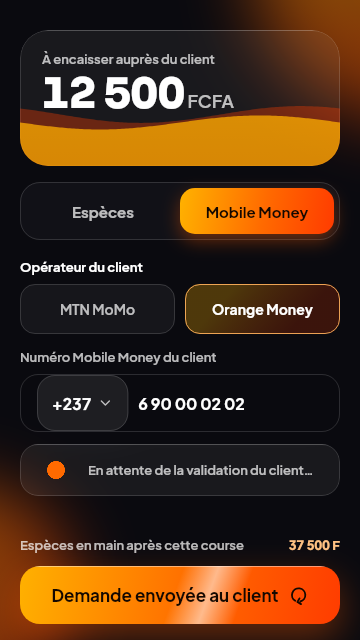 À encaisser auprès du client
12 500 FCFA
Espèces
Mobile Money
Opérateur du client
MTN MoMo
Orange Money
Numéro Mobile Money du client
+237 6 90 00 02 02
En attente de la validation du client...
Espèces en main après cette course 37 500 F
Demande envoyée au client